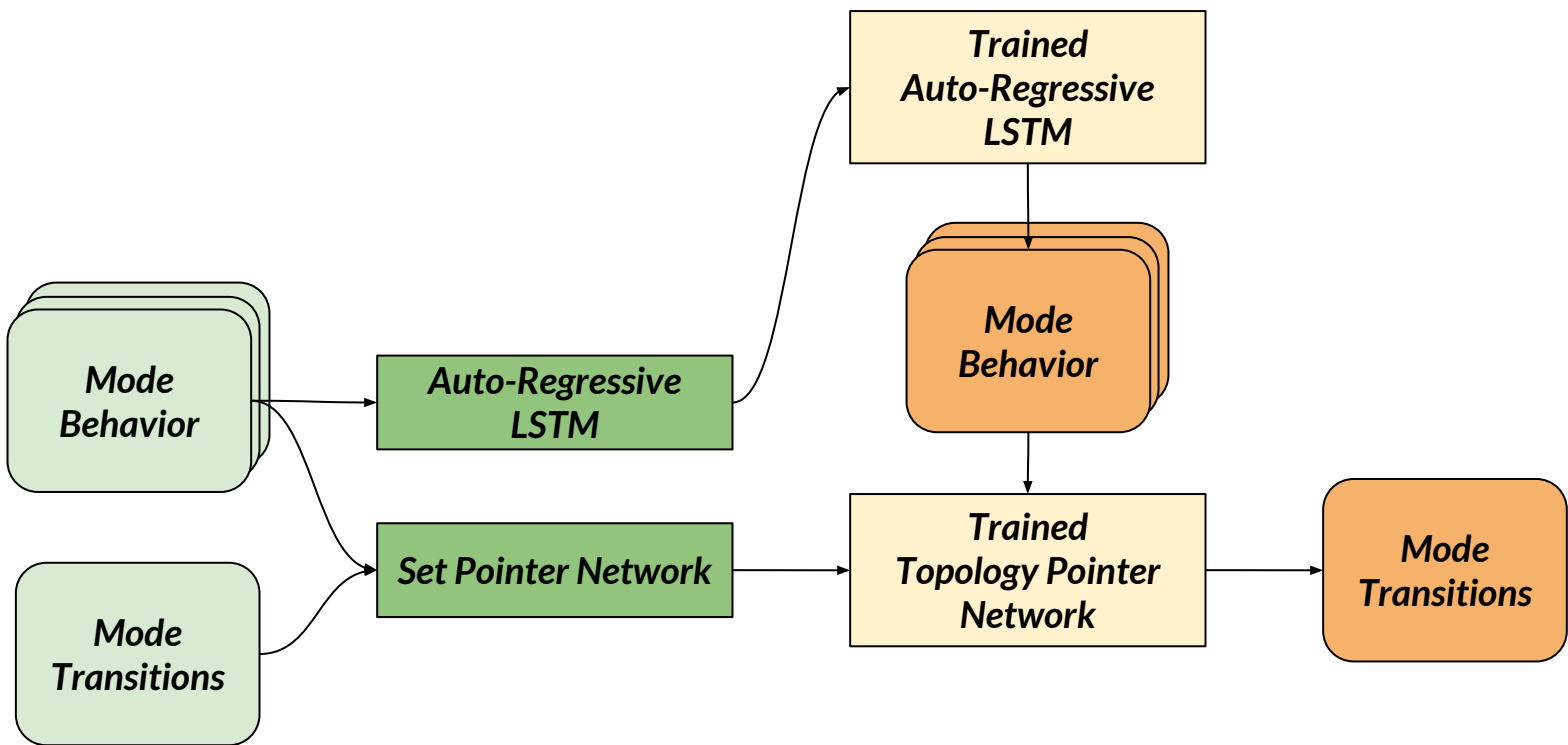 Trained
Auto-Regressive
LSTM
Mode
Behavior
Mode
Behavior
Auto-Regressive
LSTM
Mode
Transitions
Set Pointer Network
Trained
Topology Pointer
Network
Mode
Transitions